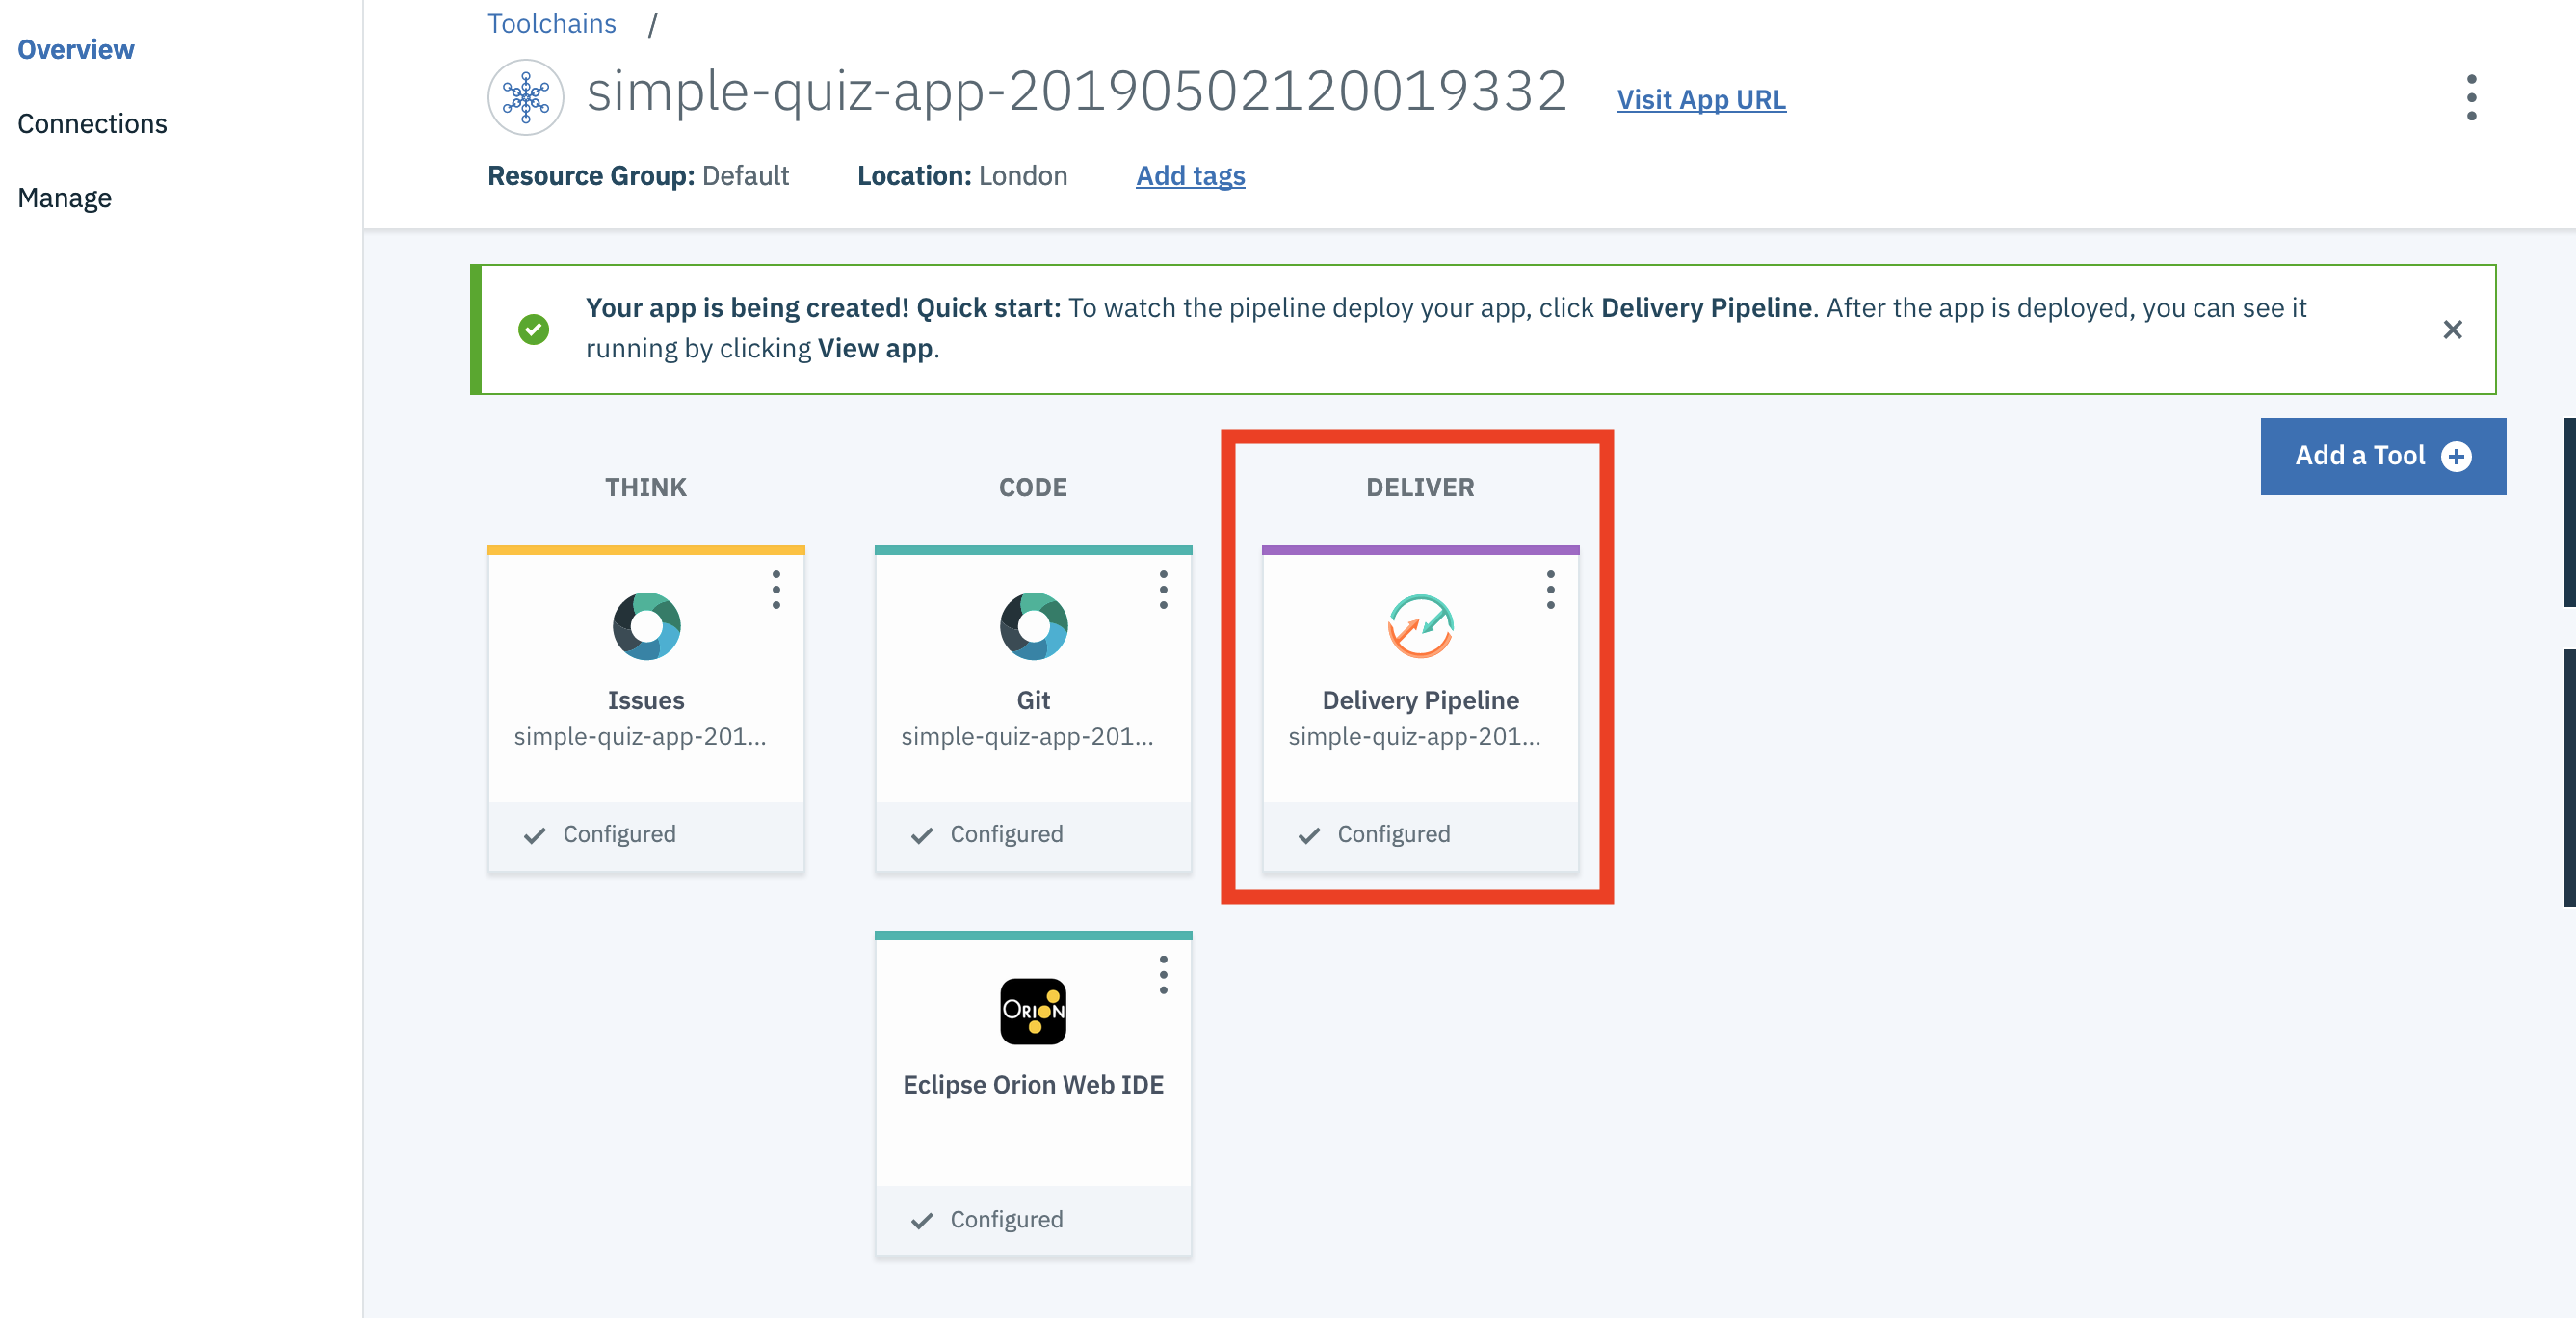 Overview
Connections
Manage
Toolchains /
simple-quiz-app-20190502120019332 Visit App URL
Resource Group: Default Location: London Add tags
Your app is being created! Quick start: To watch the pipeline deploy your app, click Delivery Pipeline. After the app is deployed, you can see it
running by clicking View app.
Add a Tool
THINK
Issues
simple-quiz-app-201...
Configured
CODE
Git
simple-quiz-app-201...
Configured
ORION
Eclipse Orion Web IDE
Configured
DELIVER
Delivery Pipeline
simple-quiz-app-201...
Configured